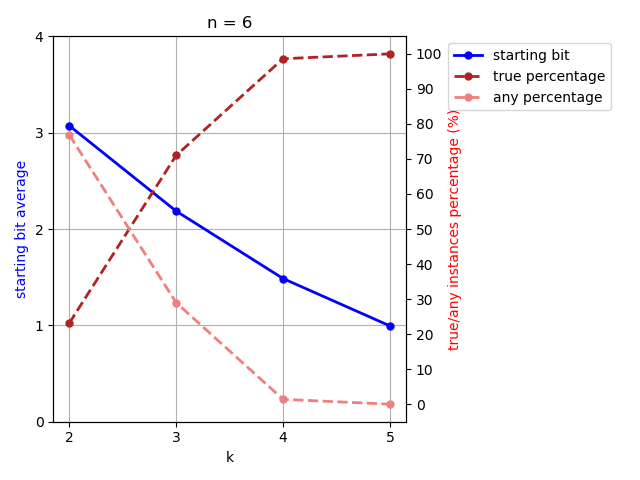 n = 6
4
3
2
1
0
starting bit average
2
3
4
5
k
100
90
80
70
60
50
40
30
20
10
0
true/any instances percentage (%)
starting bit
true percentage
any percentage